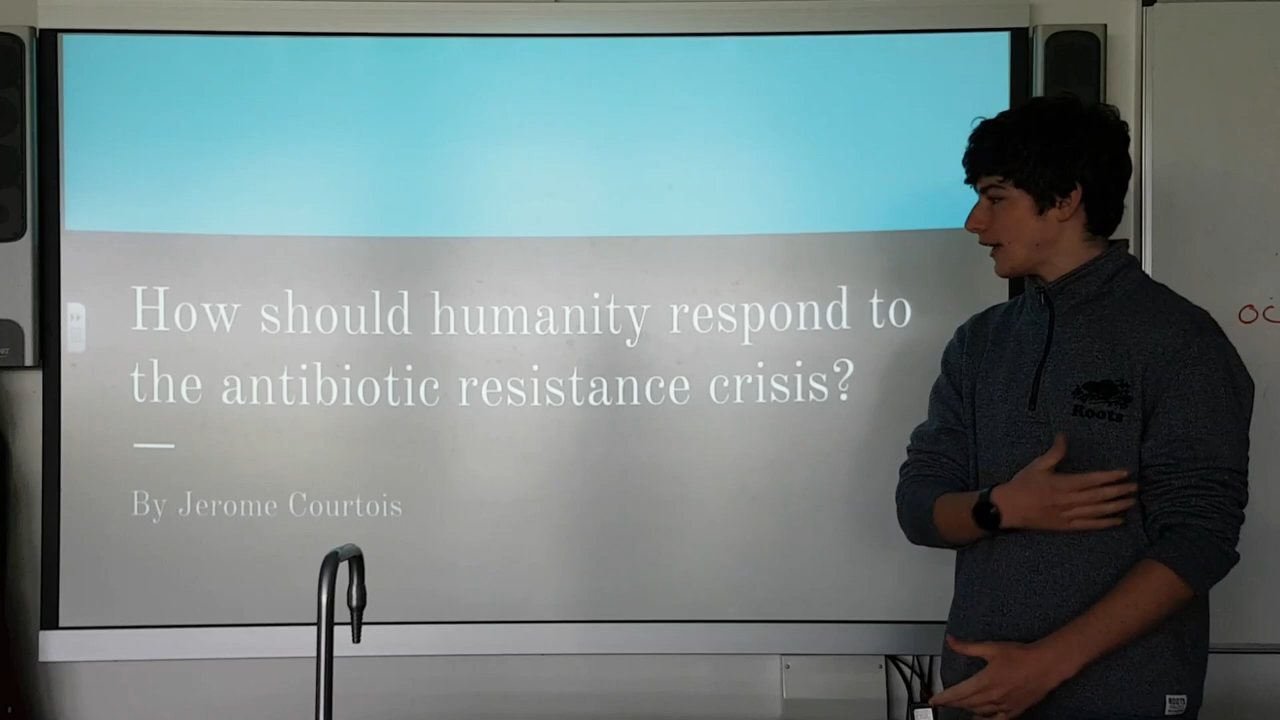 How should humanity respond to
the antibiotic resistance crisis?
By Jerome Courtois
Roots